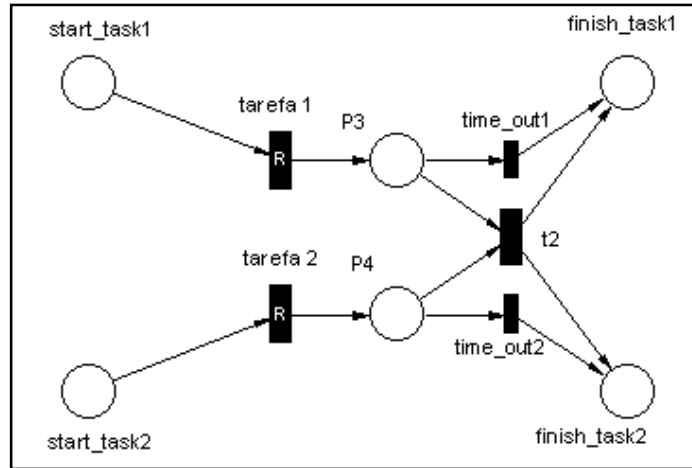 start_task1
finish_task1
tarefa 1
P3
time_out1
R
t2
tarefa 2
P4
R
time_out2
start_task2
finish_task2